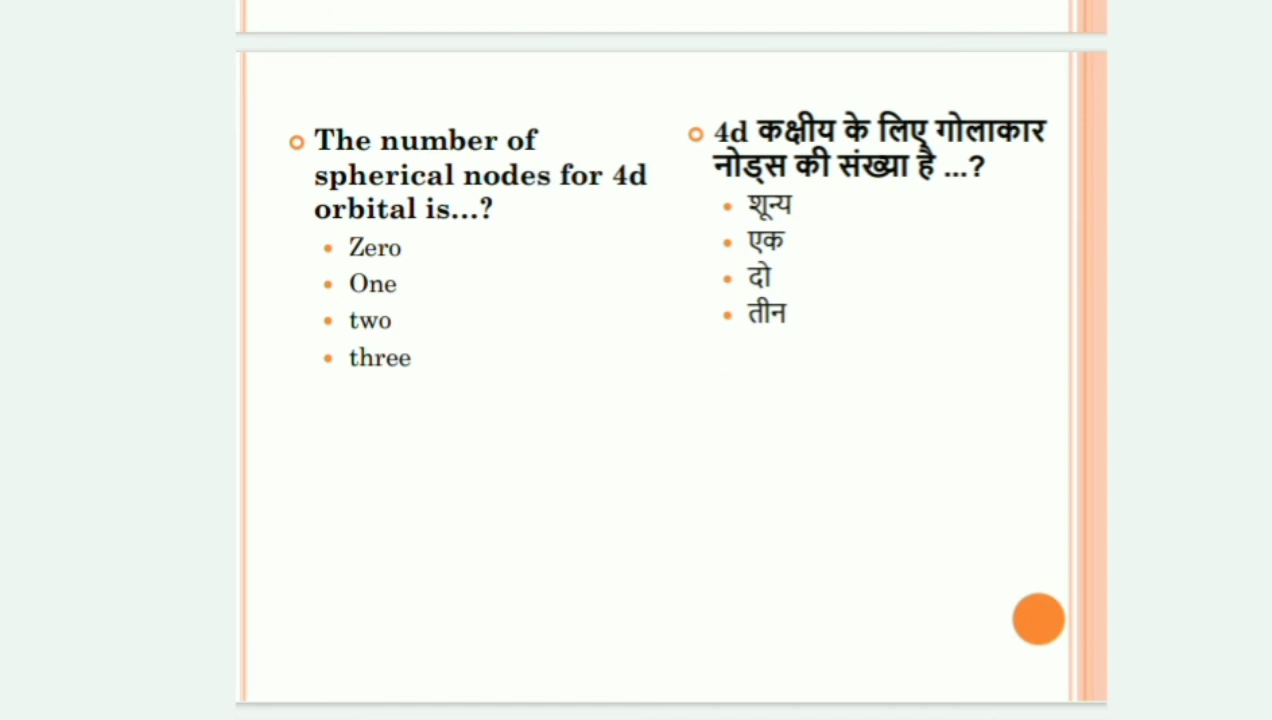 The number of
spherical nodes for 4d
orbital is...?
Zero
One
two
three
4d कक्षीय के लिए गोलाकार
नोड्स की संख्या है ...?
शून्य
एक
दो
तीन